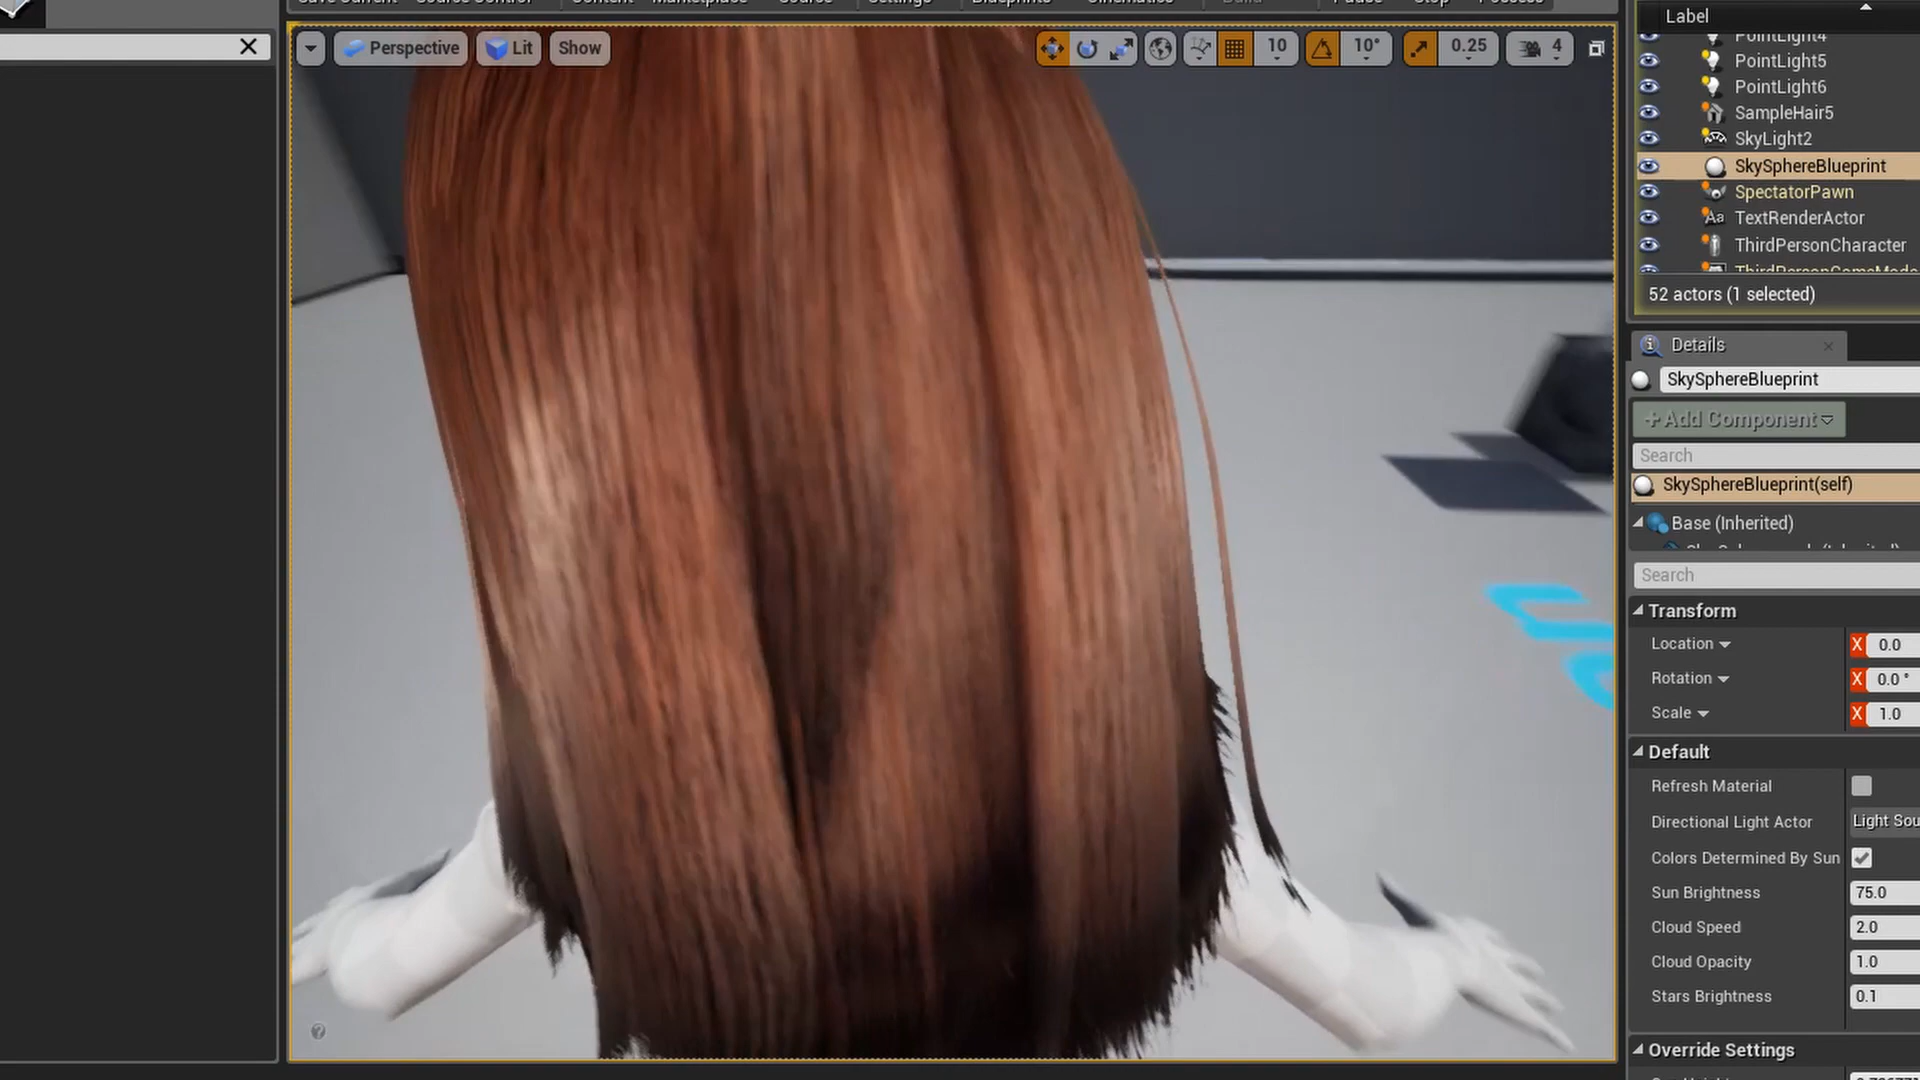 Perspective
Lit
Show
10
10°
0.25
4
Label
PointLight4
PointLight5
PointLight6
SampleHair5
SkyLight2
SkySphereBlueprint
SpectatorPawn
TextRenderActor
ThirdPersonCharacter
52 actors (1 selected)
Details
SkySphereBlueprint
+ Add Component
Search
SkySphereBlueprint(self)
Base (Inherited)
Search
Transform
Location X 0.0
Rotation X 0.0 °
Scale X 1.0
Default
Refresh Material
Directional Light Actor Light Sou
Colors Determined By Sun
Sun Brightness 75.0
Cloud Speed 2.0
Cloud Opacity 1.0
Stars Brightness 0.1
Override Settings